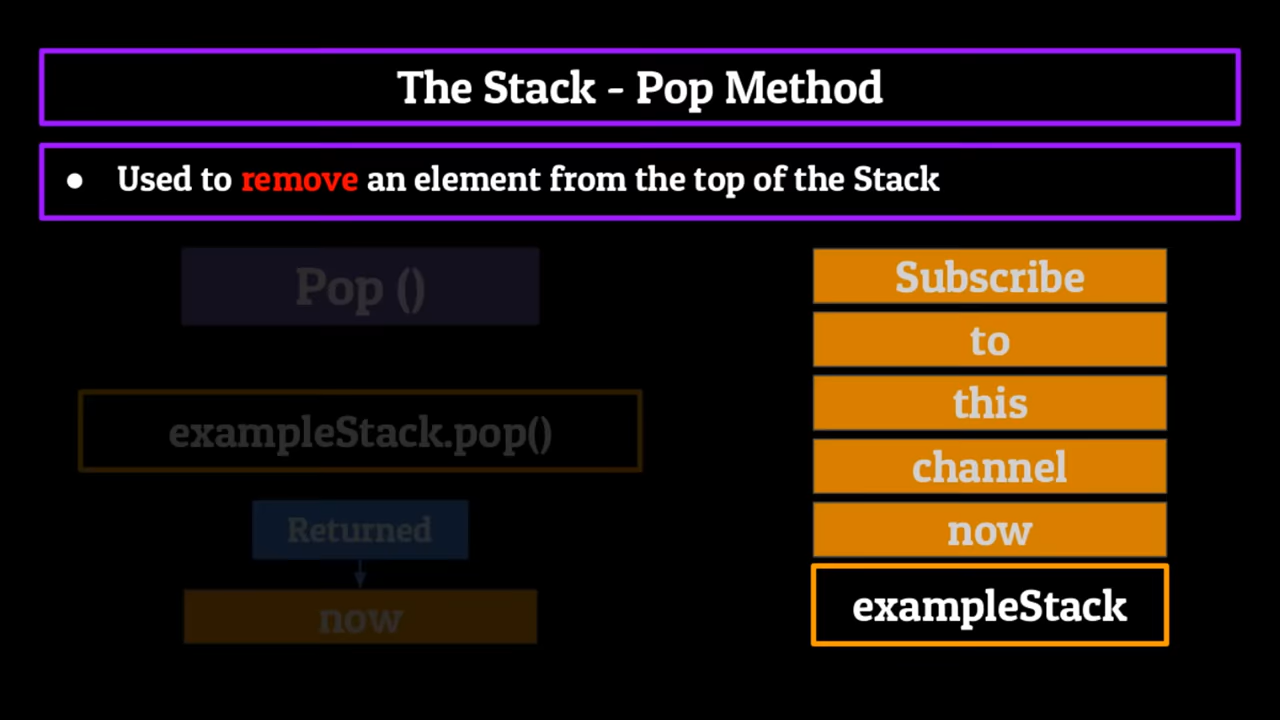 The Stack - Pop Method
● Used to remove an element from the top of the Stack
Pop ()
exampleStack.pop()
Returned
now
Subscribe
to
this
channel
now
exampleStack